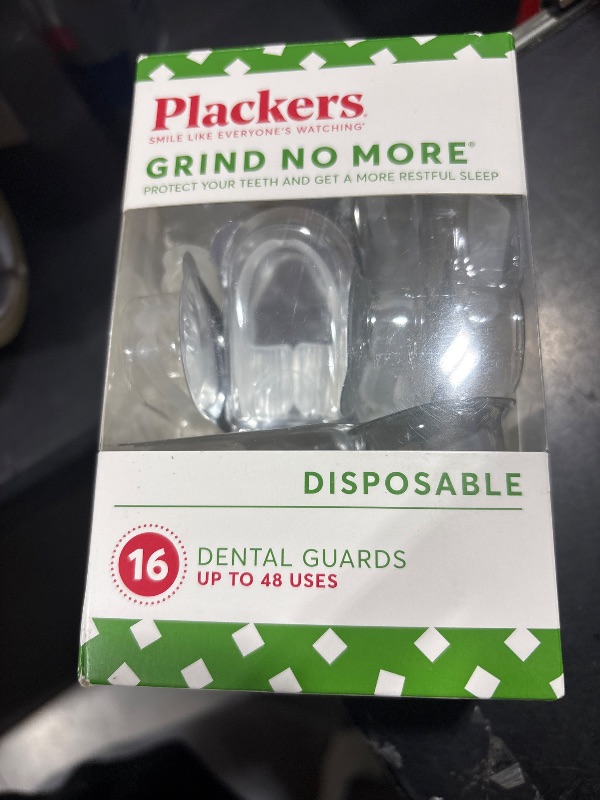 Plackers®
SMILE LIKE EVERYONE'S WATCHING®
GRIND NO MORE®
PROTECT YOUR TEETH AND GET A MORE RESTFUL SLEEP
DISPOSABLE
16
DENTAL GUARDS
UP TO 48 USES